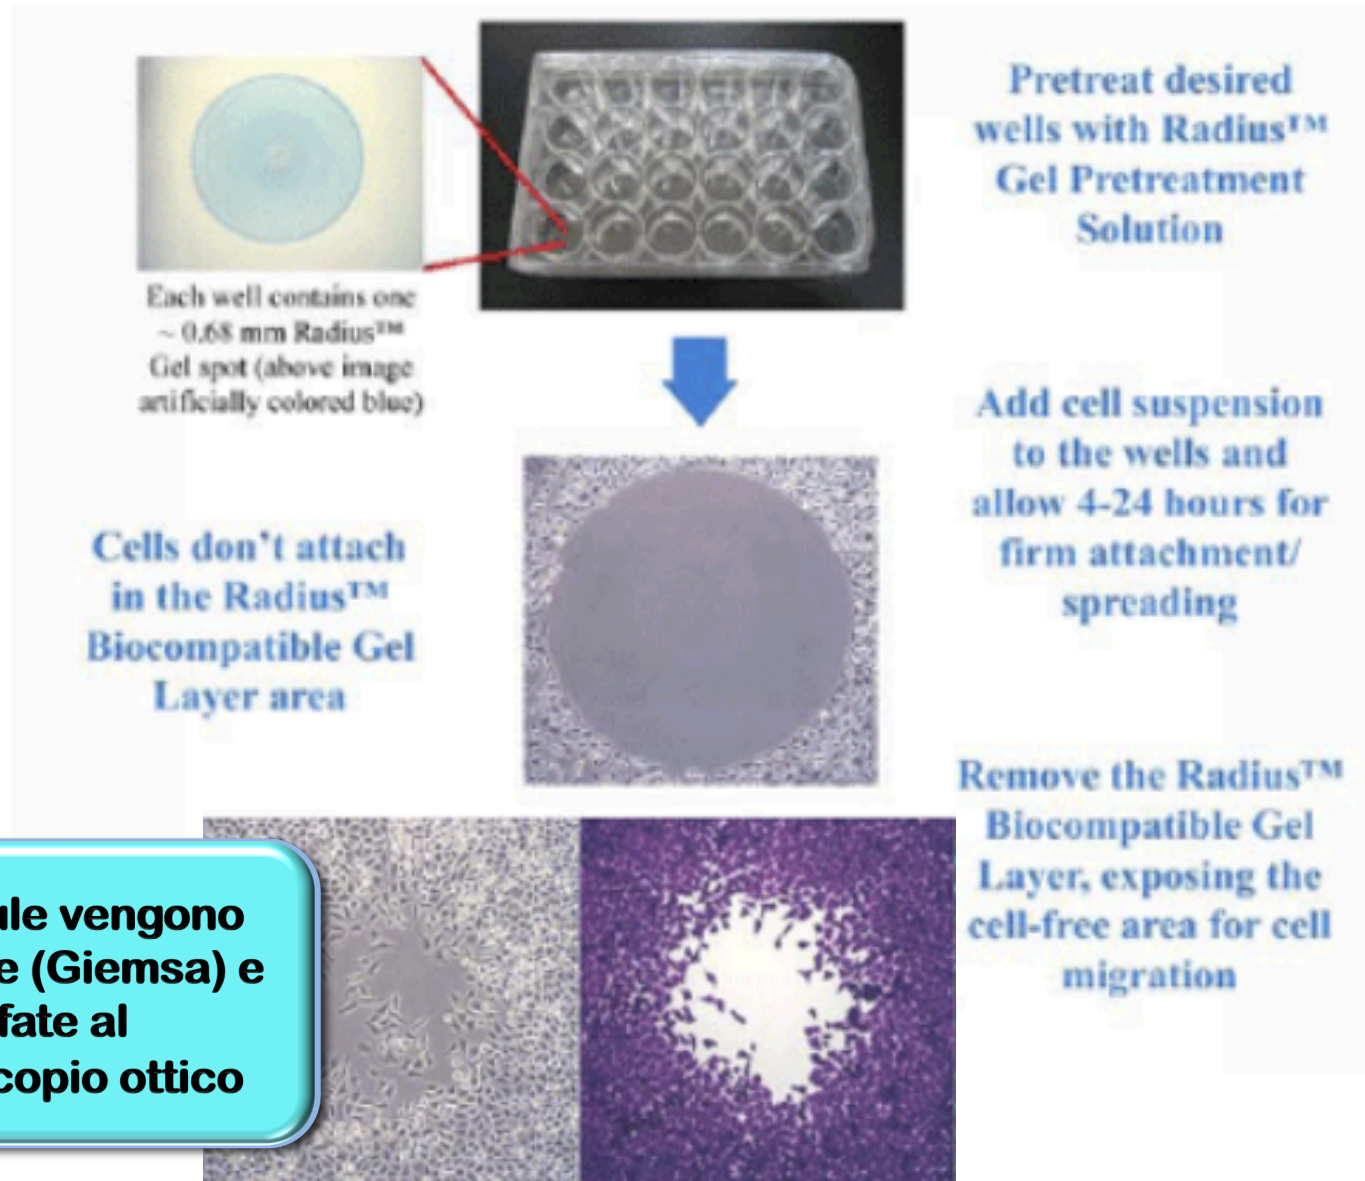 Pretreat desired
wells with Radius™
Gel Pretreatment
Solution
Each well contains one
~ 0.68 mm Radius™
Gel spot (above image
artificially colored blue)
Add cell suspension
to the wells and
allow 4-24 hours for
firm attachment/
spreading
Cells don't attach
in the Radius™
Biocompatible Gel
Layer area
Remove the Radius™
Biocompatible Gel
Layer, exposing the
cell-free area for cell
migration
ule vengono
e (Giemsa) e
fate al
copio ottico